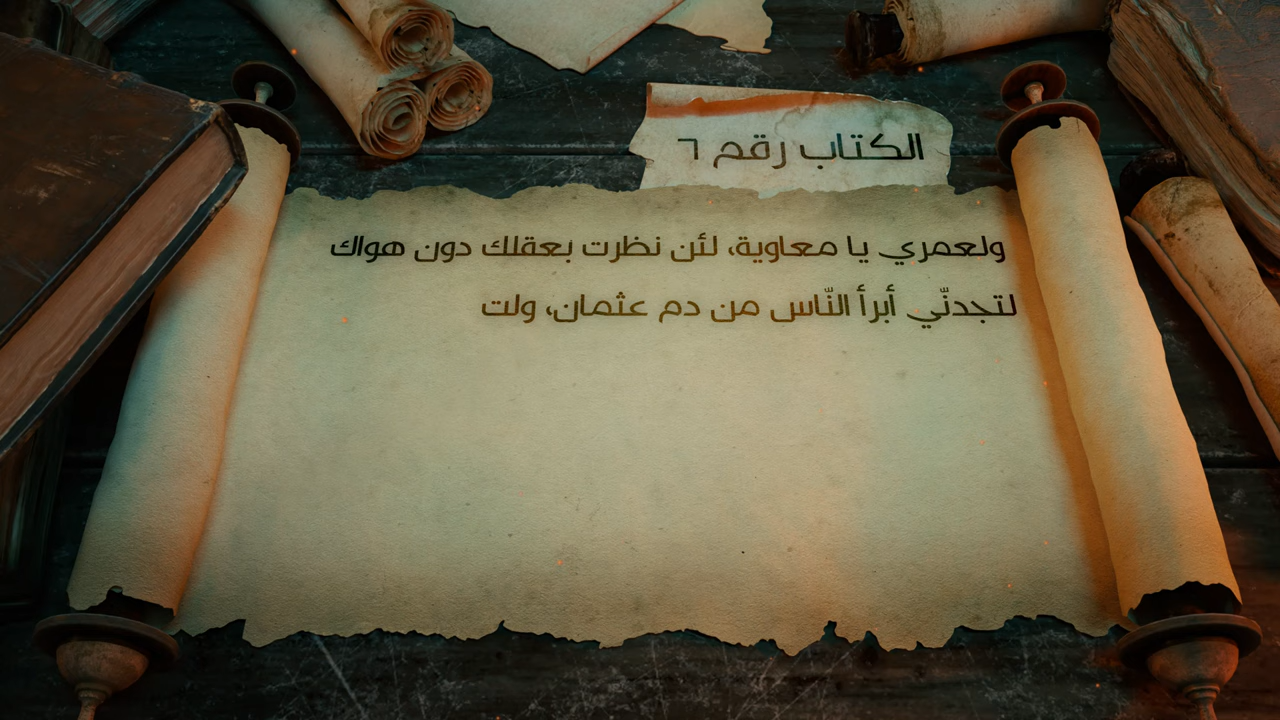 الكتاب رقم ٦
ولعمري يا معاوية، لئن نظرت بعقلك دون هواك
لتجدنّي أبرأ النّاس من دم عثمان، ولت